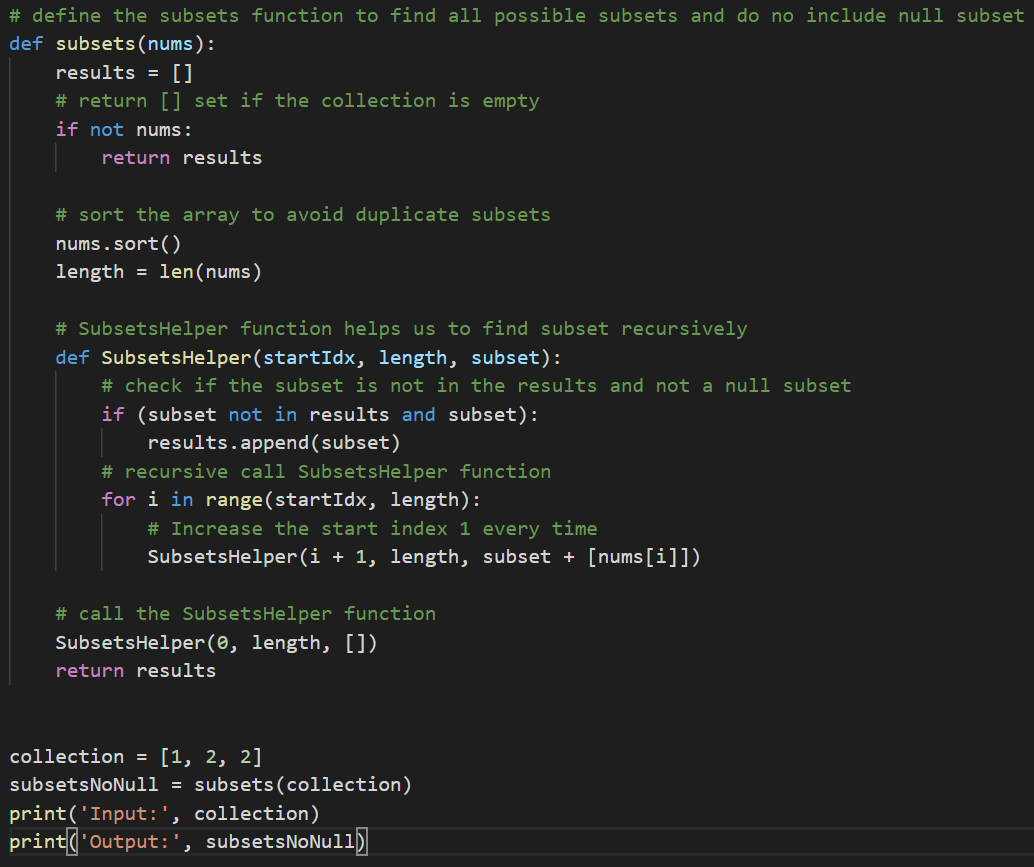 # define the subsets function to find all possible subsets and do no include null subset
def subsets(nums):
    results = []
    # return [] set if the collection is empty
    if not nums:
        return results

    # sort the array to avoid duplicate subsets
    nums.sort()
    length = len(nums)

    # SubsetsHelper function helps us to find subset recursively
    def SubsetsHelper(startIdx, length, subset):
        # check if the subset is not in the results and not a null subset
        if (subset not in results and subset):
            results.append(subset)
        # recursive call SubsetsHelper function
        for i in range(startIdx, length):
            # Increase the start index 1 every time
            SubsetsHelper(i + 1, length, subset + [nums[i]])

    # call the SubsetsHelper function
    SubsetsHelper(0, length, [])
    return results


collection = [1, 2, 2]
subsetsNoNull = subsets(collection)
print('Input:', collection)
print('Output:', subsetsNoNull)